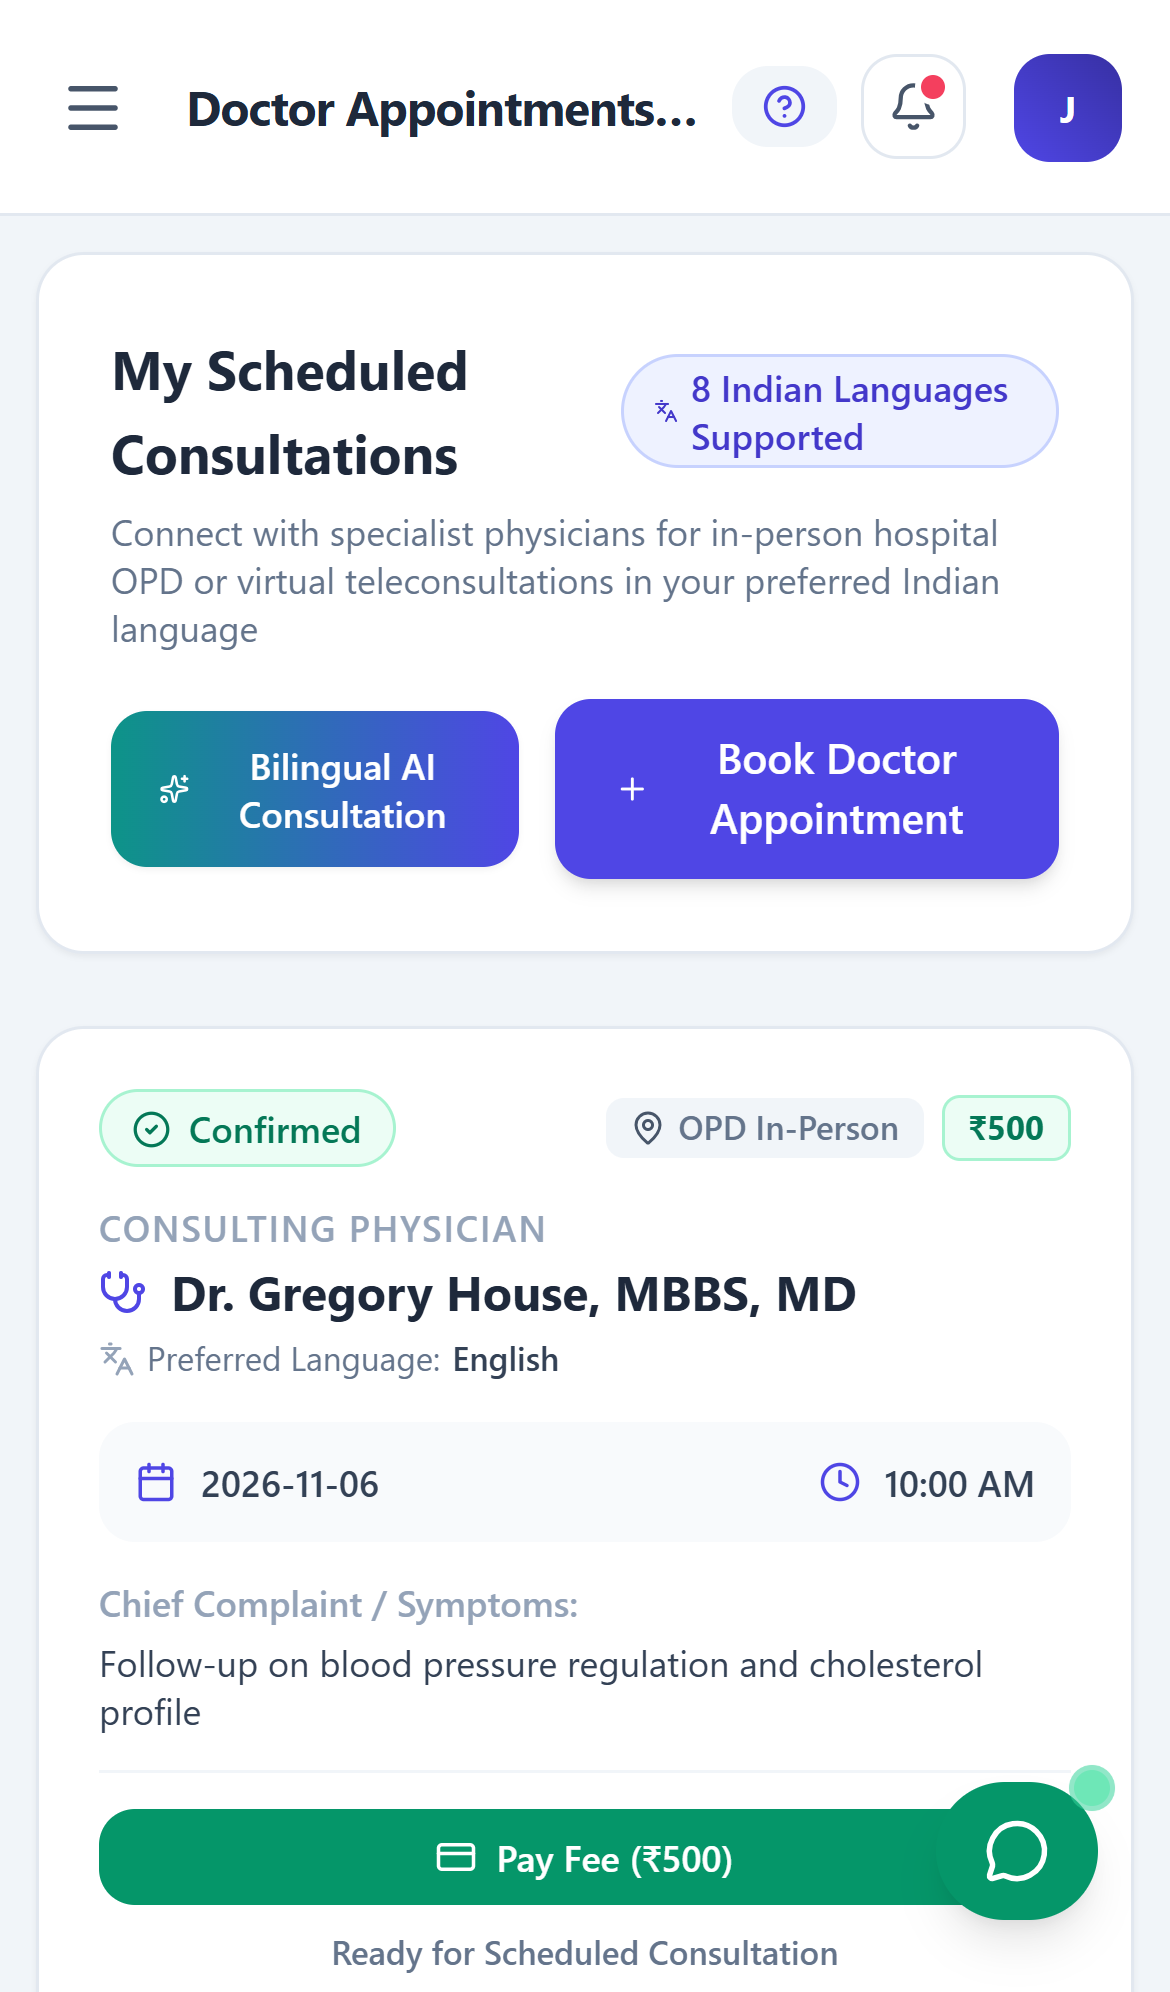 Doctor Appointments...
J
My Scheduled
Consultations
8 Indian Languages
Supported
Connect with specialist physicians for in-person hospital
OPD or virtual teleconsultations in your preferred Indian
language
Bilingual AI
Consultation
Book Doctor
Appointment
Confirmed
OPD In-Person
₹500
CONSULTING PHYSICIAN
Dr. Gregory House, MBBS, MD
Preferred Language: English
2026-11-06
10:00 AM
Chief Complaint / Symptoms:
Follow-up on blood pressure regulation and cholesterol
profile
Pay Fee (₹500)
Ready for Scheduled Consultation